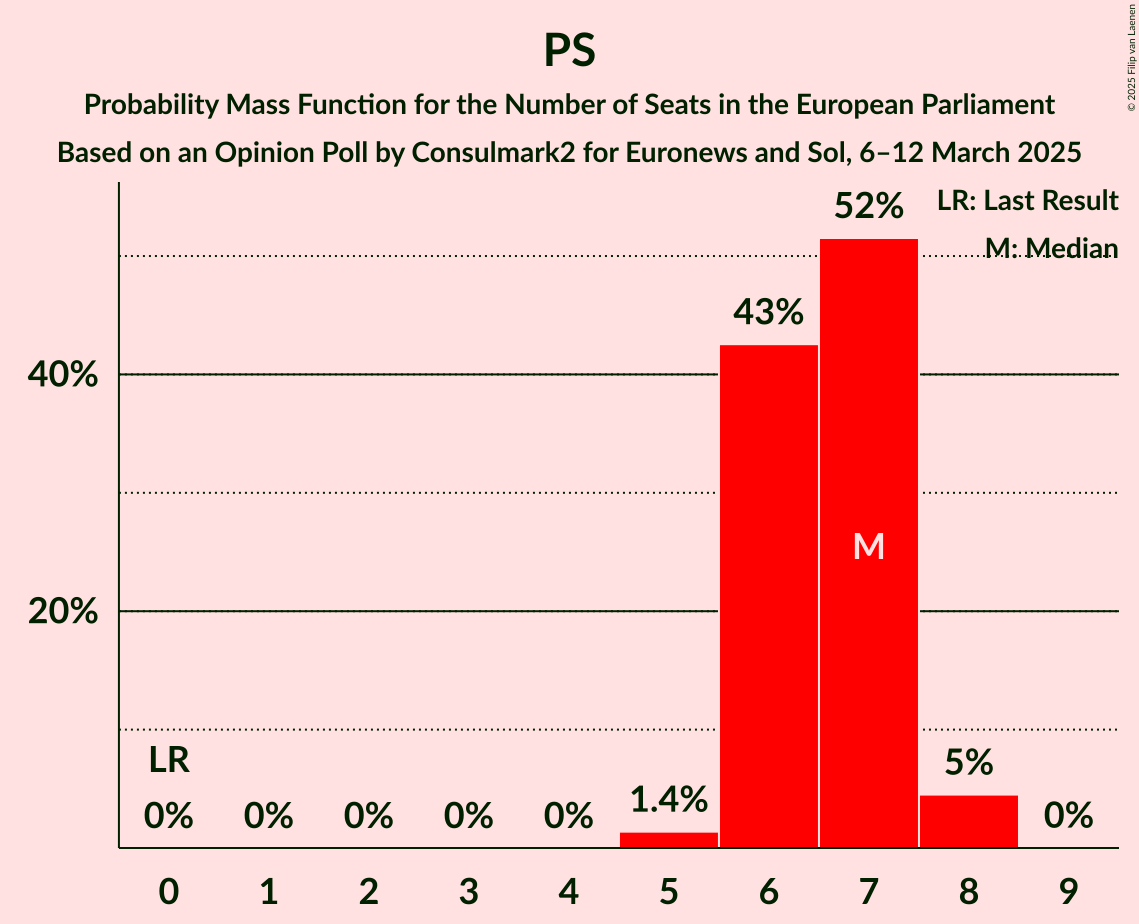 PS
Probability Mass Function for the Number of Seats in the European Parliament
Based on an Opinion Poll by Consulmark2 for Euronews and Sol, 6–12 March 2025
© 2025 Filip van Laenen
LR: Last Result
M: Median
52%
43%
40%
M
20%
LR
0%
0%
0%
0%
0%
1.4%
5%
0%
0 1 2 3 4 5 6 7 8 9